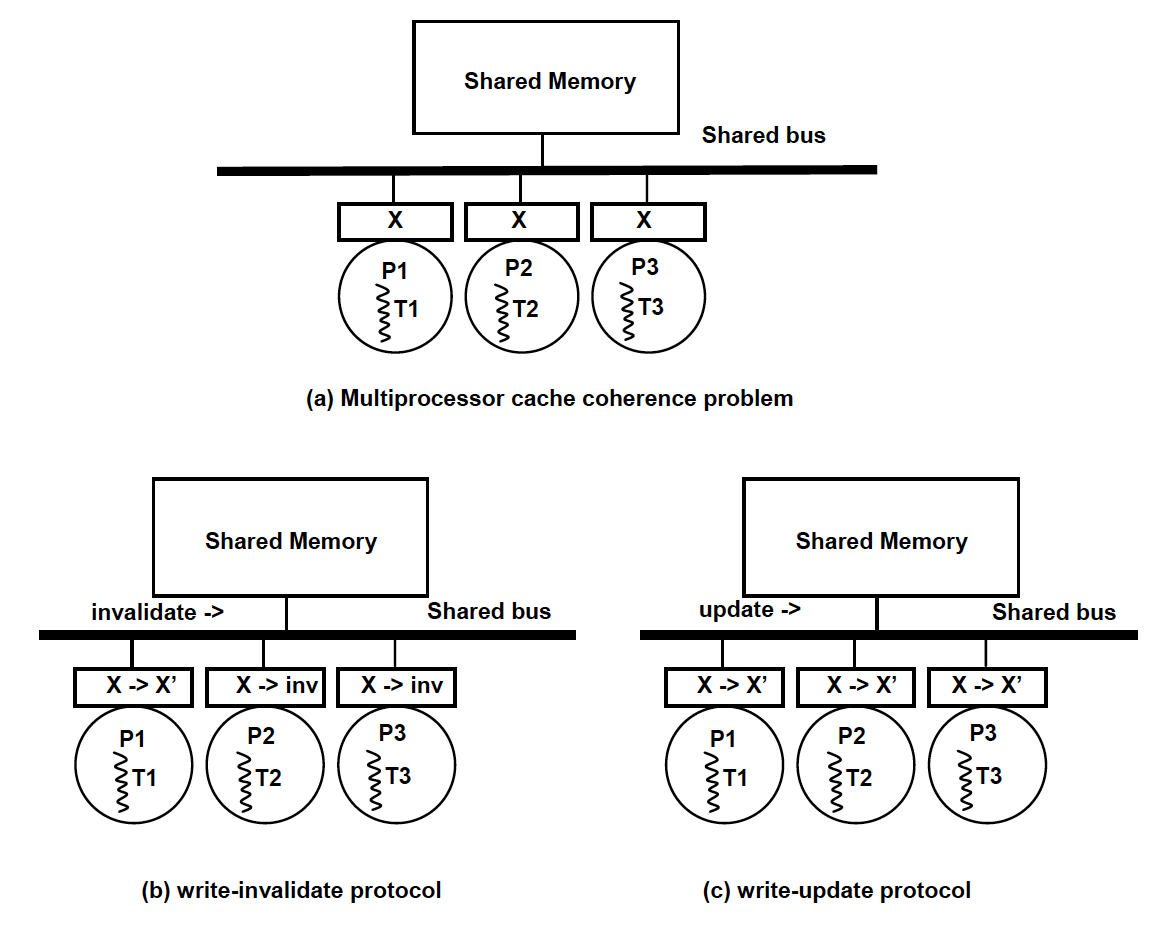 Shared Memory
Shared bus
X X X
P1 P2 P3
T1 T2 T3
(a) Multiprocessor cache coherence problem
Shared Memory
invalidate -> Shared bus
X -> X’ X -> inv X -> inv
P1 P2 P3
T1 T2 T3
(b) write-invalidate protocol
Shared Memory
update -> Shared bus
X -> X’ X -> X’ X -> X’
P1 P2 P3
T1 T2 T3
(c) write-update protocol